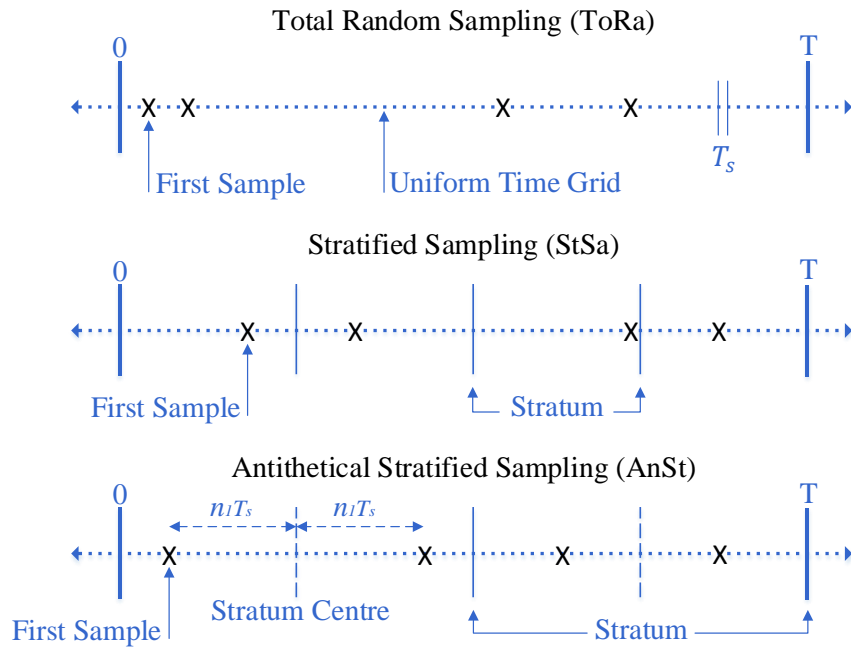 Total Random Sampling (ToRa)
0 T
X X X X
T_s
First Sample Uniform Time Grid
Stratified Sampling (StSa)
0 T
X X X X
First Sample Stratum
Antithetical Stratified Sampling (AnSt)
0 T
n_1T_s n_1T_s
X X X X
Stratum Centre
First Sample Stratum